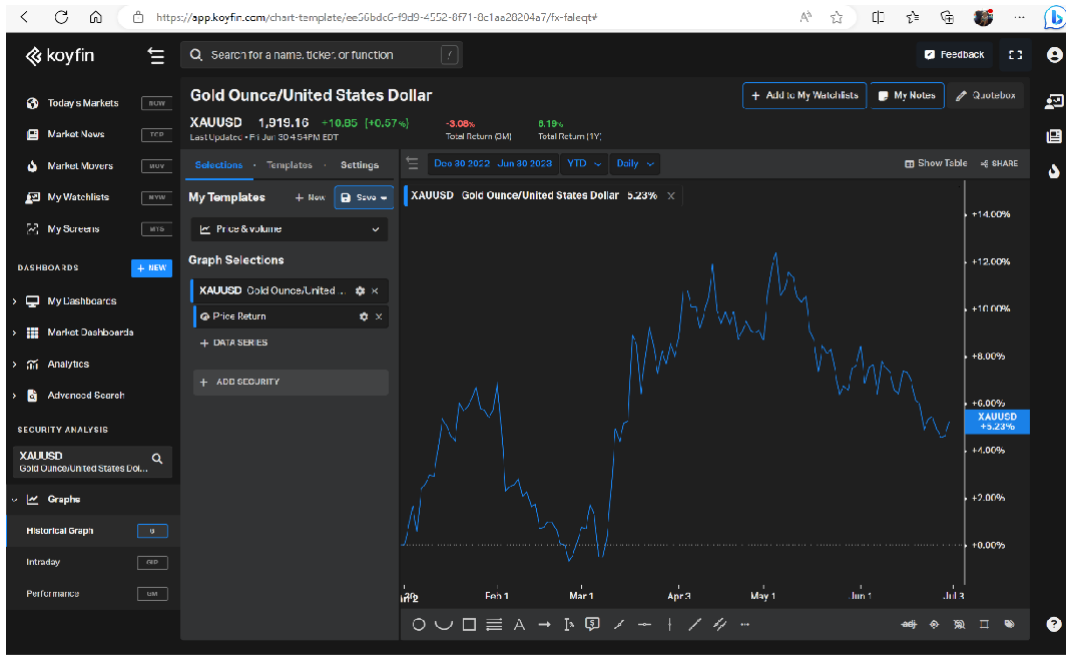 https://app.koyfin.com/chart-template/ee56bdc6-f9d9-4552-8f71-8c1aa28204a7/fx-faleqt#
koyfin
Search for a name, ticker, or function
/
Feedback
Today's Markets
Market News
Market Movers
My Watchlists
My Screens
DASHBOARDS
+ NEW
My Dashboards
Market Dashboards
Analytics
Advanced Search
SECURITY ANALYSIS
XAUUSD
Gold Ounce/United States Dol...
Graphs
Historical Graph
G
Intraday
GIP
Performance
Gold Ounce/United States Dollar
+ Add to My Watchlists
My Notes
Quotebox
XAUUSD 1,919.16 +10.85 [+0.57%]
Last Updated • Fri Jun 30 4:54PM EDT
-3.08%
Total Return (3M)
6.19%
Total Return (1Y)
Selections
Templates
Settings
My Templates
+ New
Save
Price & volume
Graph Selections
XAUUSD Gold Ounce/United ...
Price Return
+ DATA SERIES
+ ADD SECURITY
Dec 30 2022
Jun 30 2023
YTD
Daily
Show Table
SHARE
XAUUSD Gold Ounce/United States Dollar 5.23%
+14.00%
+12.00%
+10.00%
+8.00%
+6.00%
XAUUSD
+5.23%
+4.00%
+2.00%
+0.00%
Feb 1
Mar 1
Apr 3
May 1
Jun 1
Jul 3